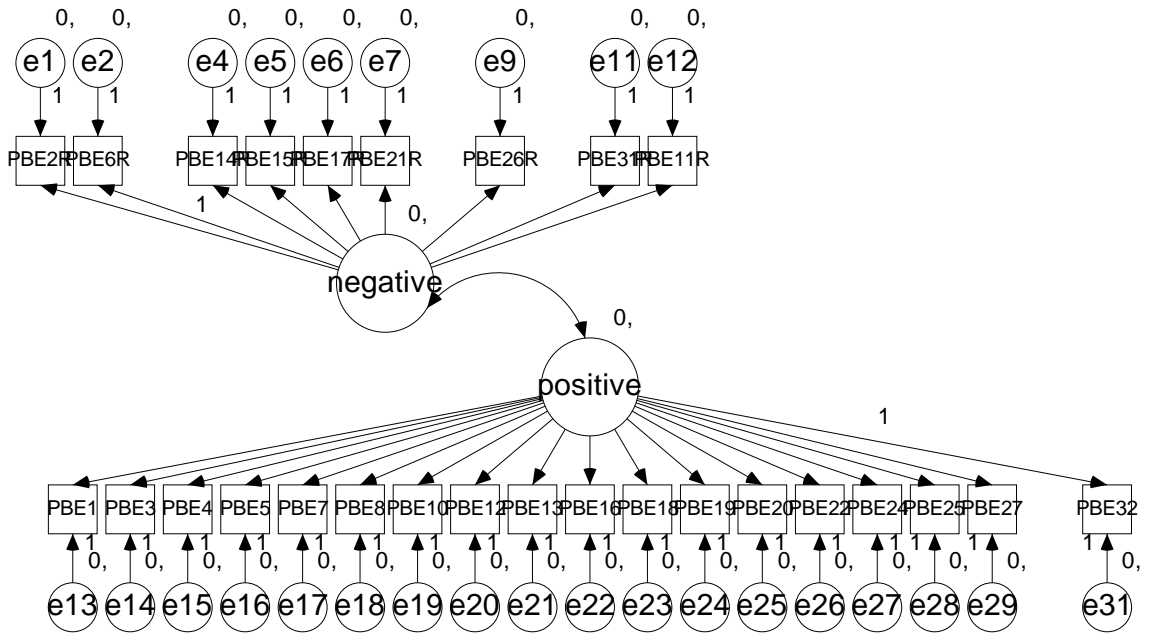 0, 0, 0, 0, 0, 0, 0, 0, 0,
e1 e2 e4 e5 e6 e7 e9 e11 e12
1 1 1 1 1 1 1 1 1
PBE2R PBE6R PBE14R PBE15R PBE17R PBE21R PBE26R PBE31R PBE11R
1
0,
negative
0,
positive
1
PBE1 PBE3 PBE4 PBE5 PBE7 PBE8 PBE10 PBE12 PBE13 PBE16 PBE18 PBE19 PBE20 PBE22 PBE24 PBE25 PBE27 PBE32
1 1 1 1 1 1 1 1 1 1 1 1 1 1 1 1 1 1
0, 0, 0, 0, 0, 0, 0, 0, 0, 0, 0, 0, 0, 0, 0, 0, 0, 0,
e13 e14 e15 e16 e17 e18 e19 e20 e21 e22 e23 e24 e25 e26 e27 e28 e29 e31